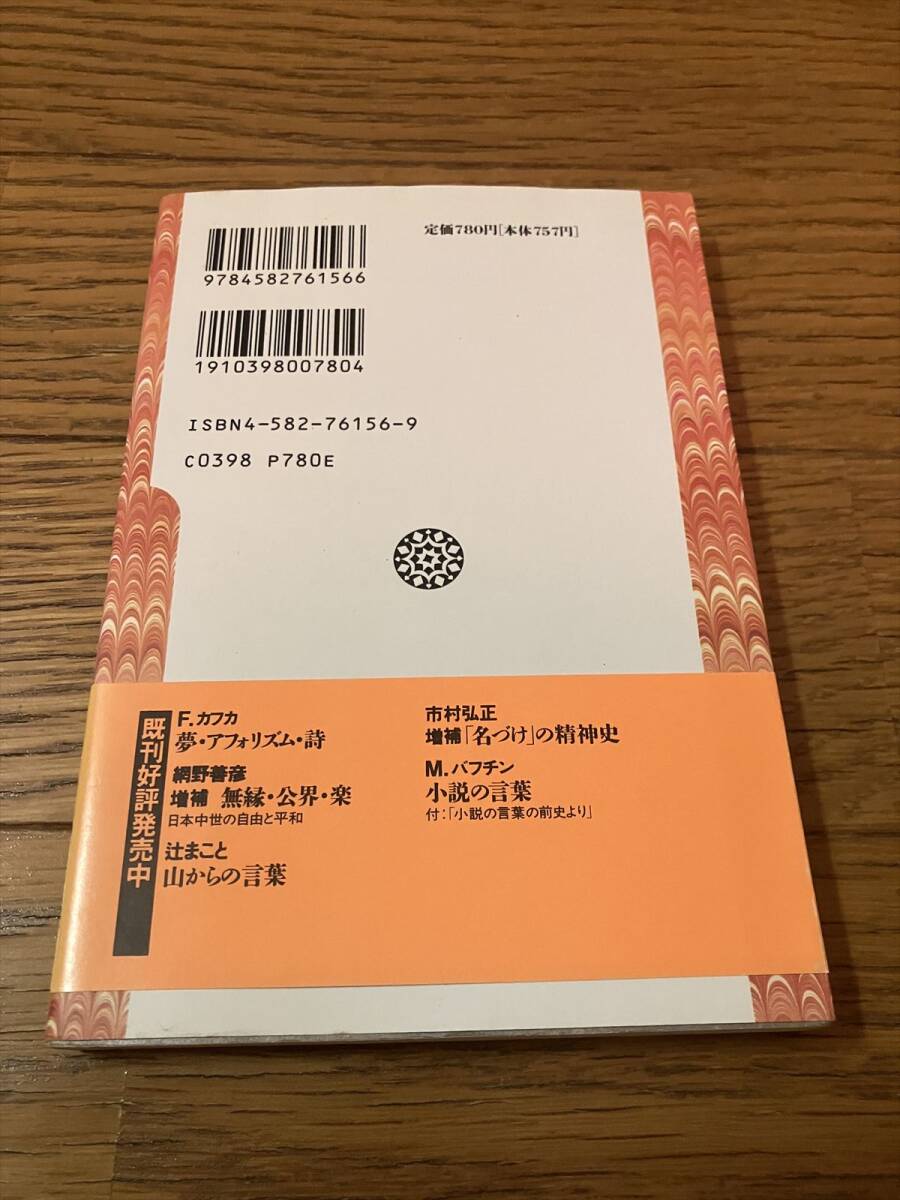 定価780円[本体757円]
9784582761566
1910398007804
ISBN4-582-76156-9
C0398 P780E
既刊好評発売中
F.カフカ
夢・アフォリズム・詩
網野善彦
増補 無縁・公界・楽
日本中世の自由と平和
辻まこと
山からの言葉
市村弘正
増補「名づけ」の精神史
M.バフチン
小説の言葉
付:「小説の言葉の前史より」